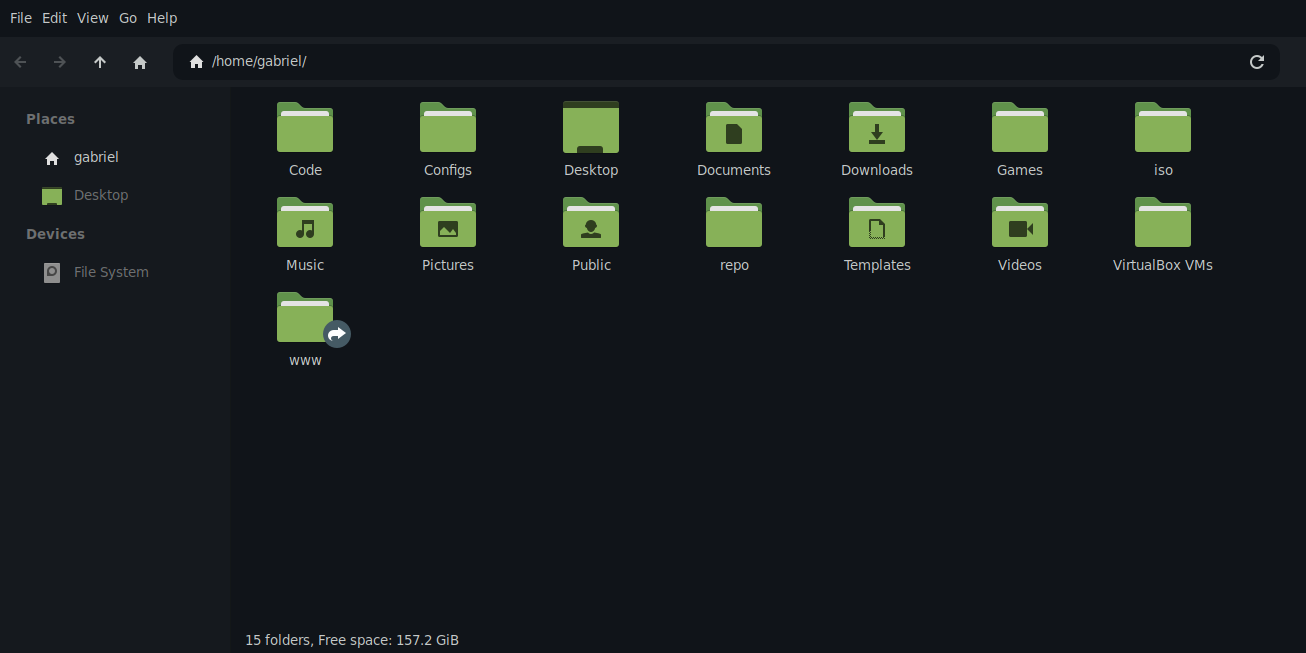 File Edit View Go Help
/home/gabriel/
Places
gabriel
Desktop
Devices
File System
Code Configs Desktop Documents Downloads Games iso
Music Pictures Public repo Templates Videos VirtualBox VMs
www
15 folders, Free space: 157.2 GiB